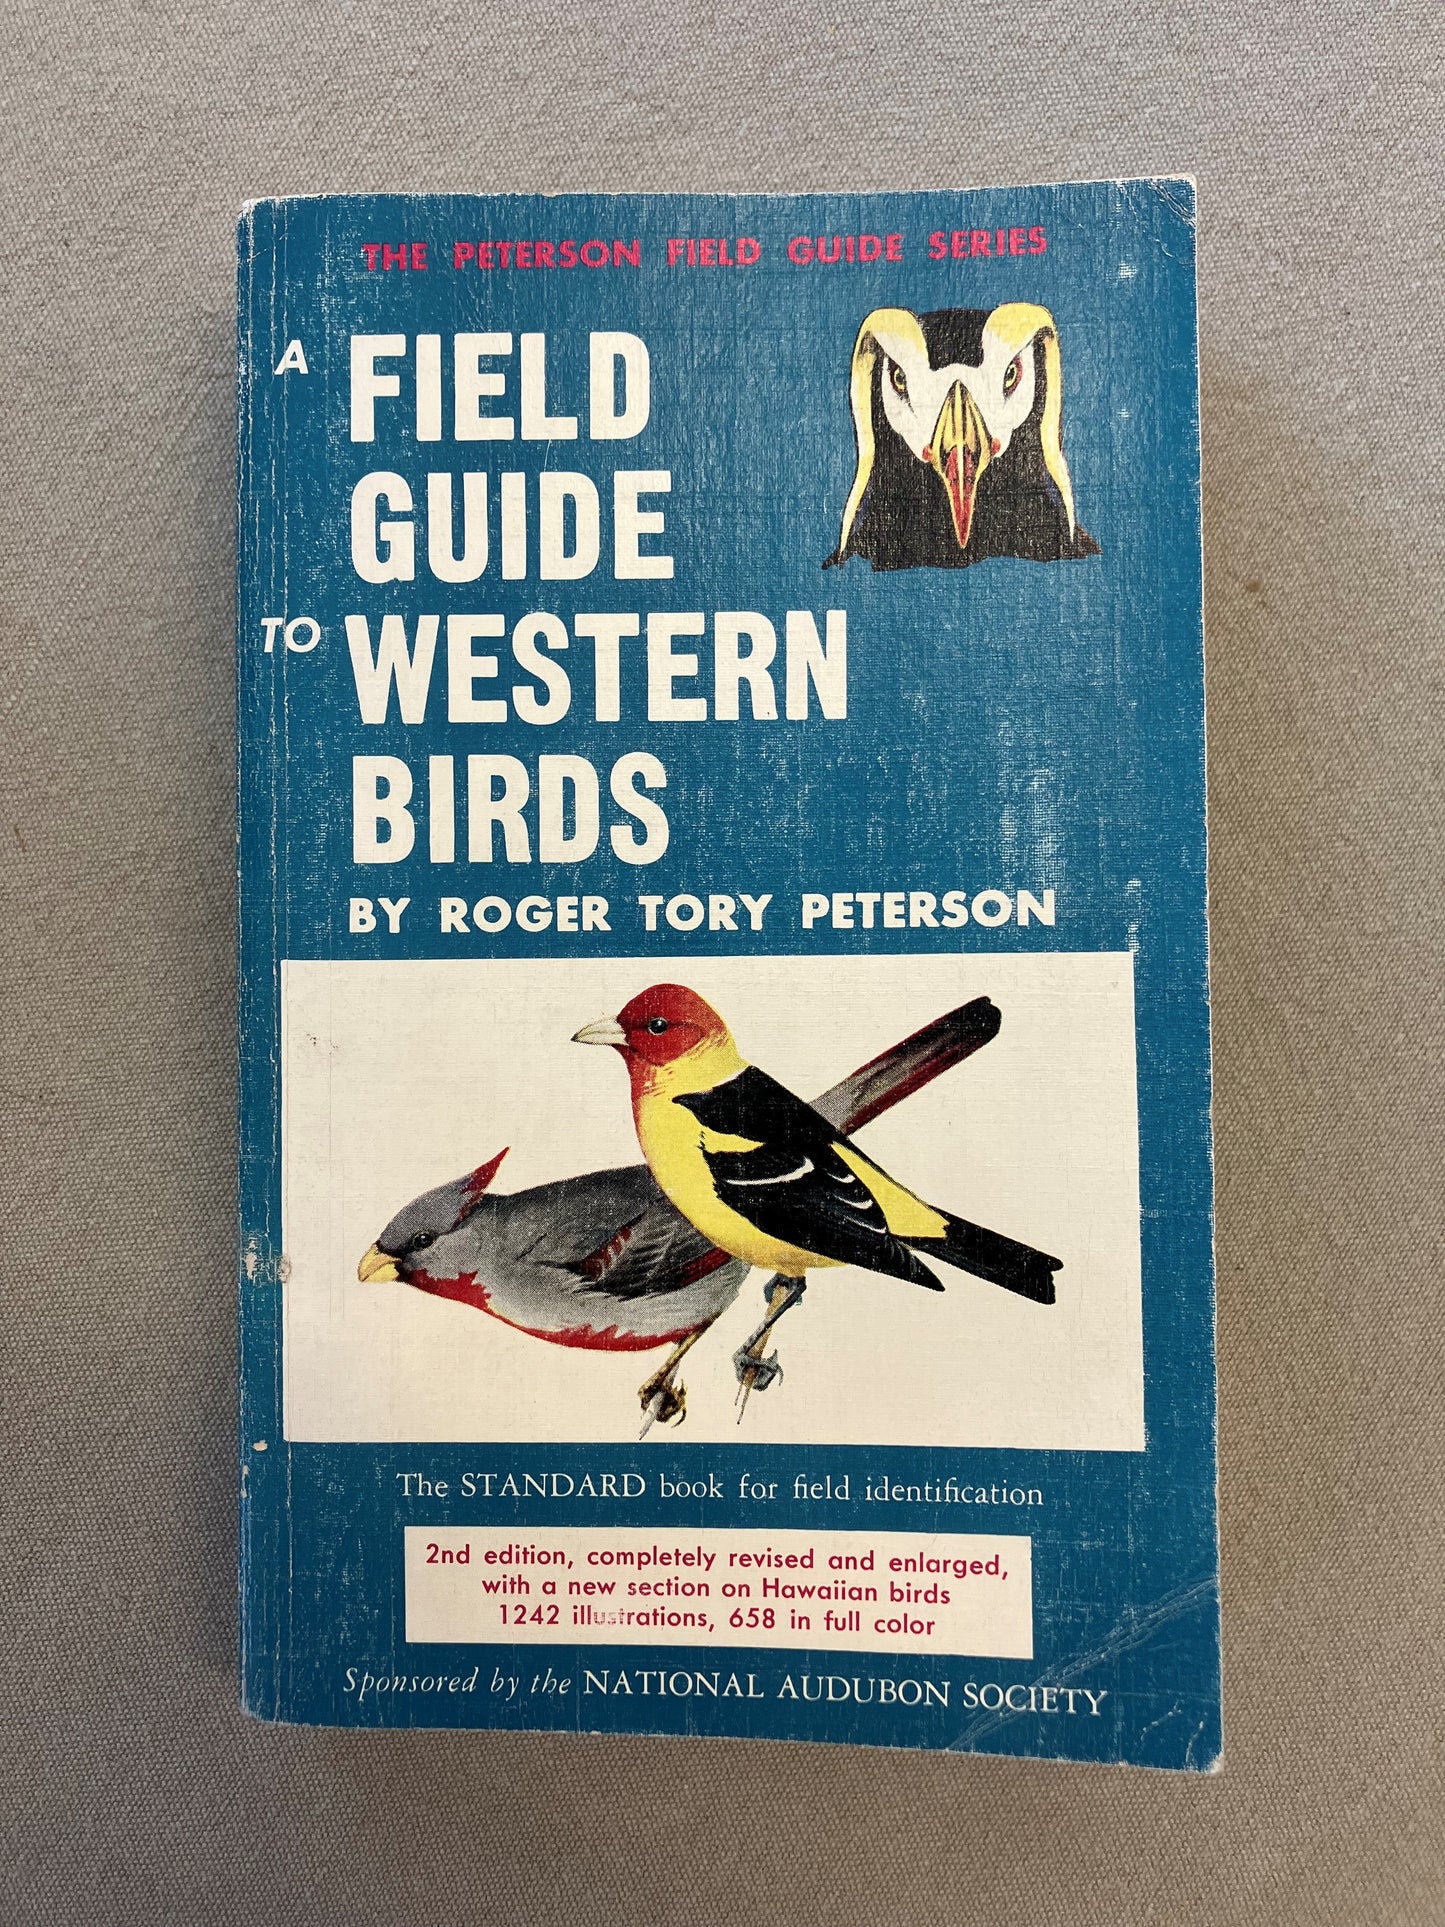 THE PETERSON FIELD GUIDE SERIES
A FIELD
GUIDE
TO WESTERN
BIRDS
BY ROGER TORY PETERSON
The STANDARD book for field identification
2nd edition, completely revised and enlarged,
with a new section on Hawaiian birds
1242 illustrations, 658 in full color
Sponsored by the NATIONAL AUDUBON SOCIETY